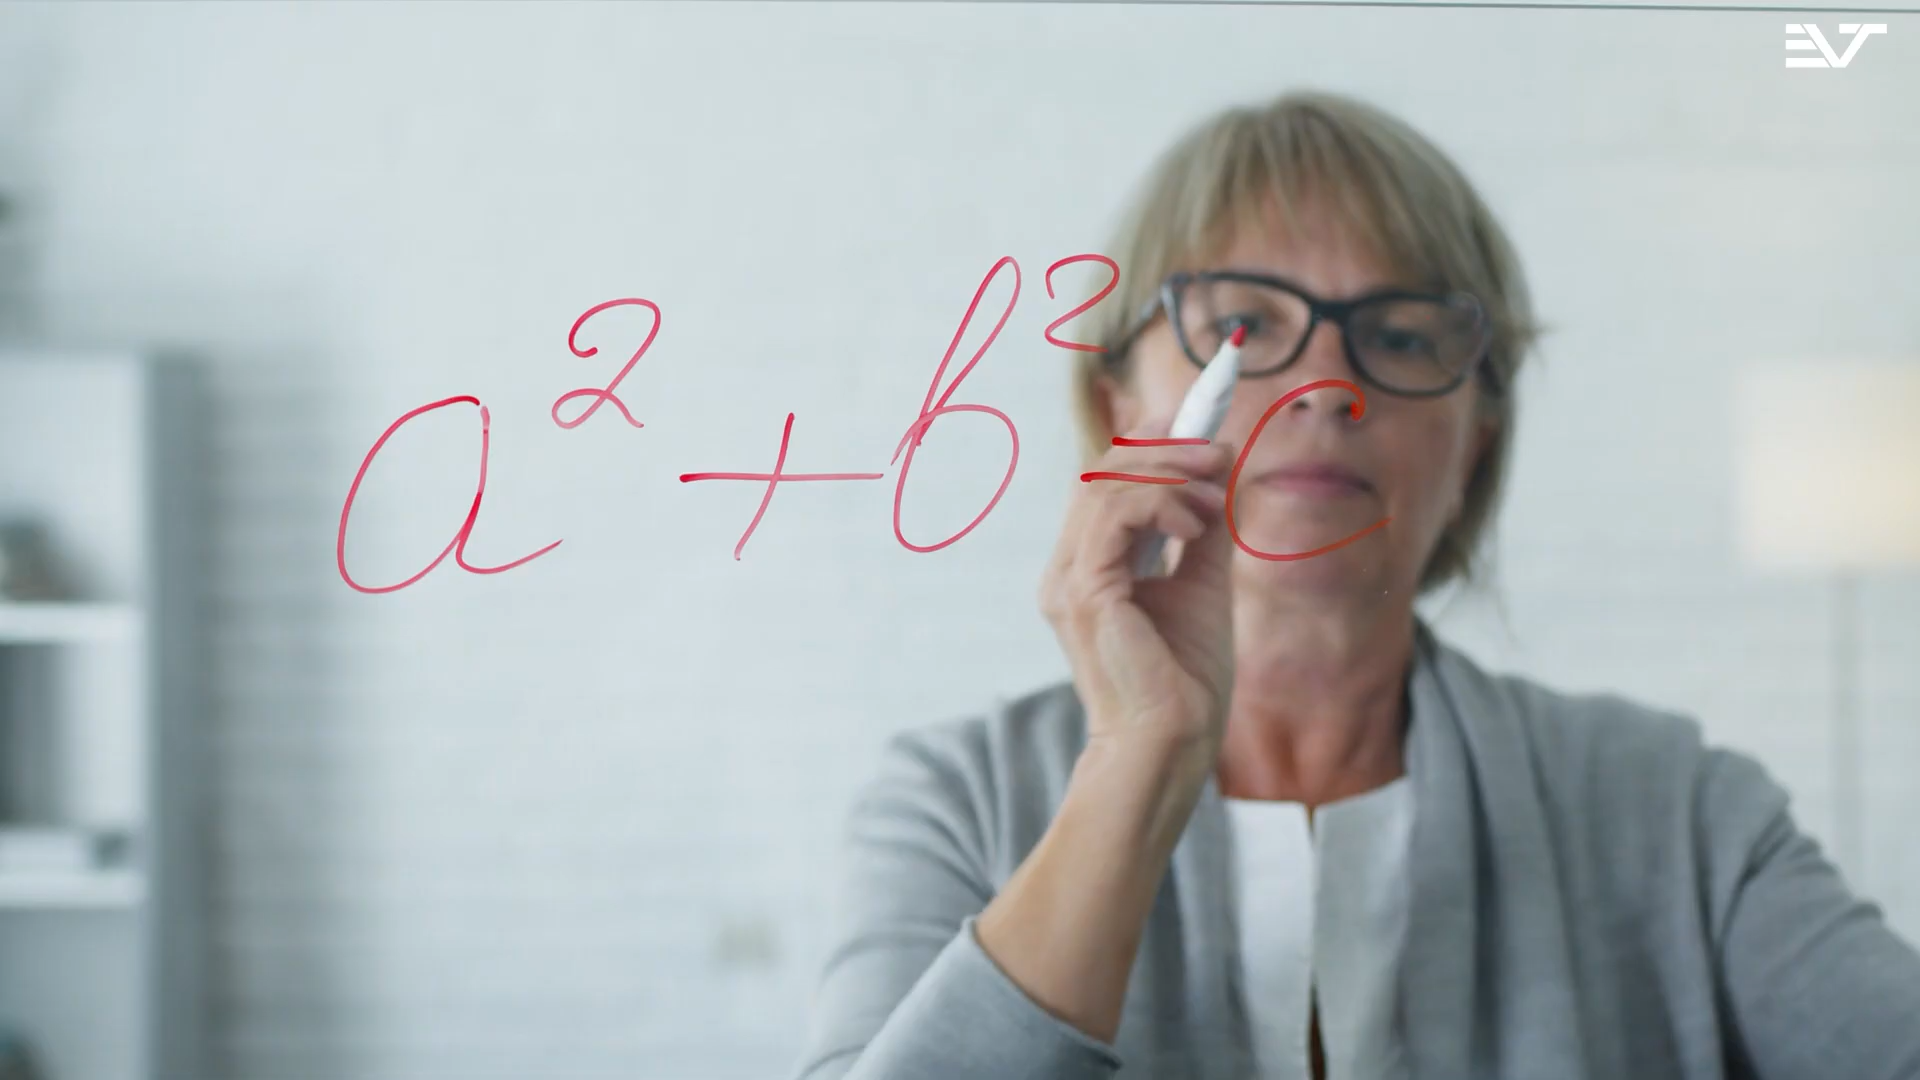 EVT
a² + b² = c